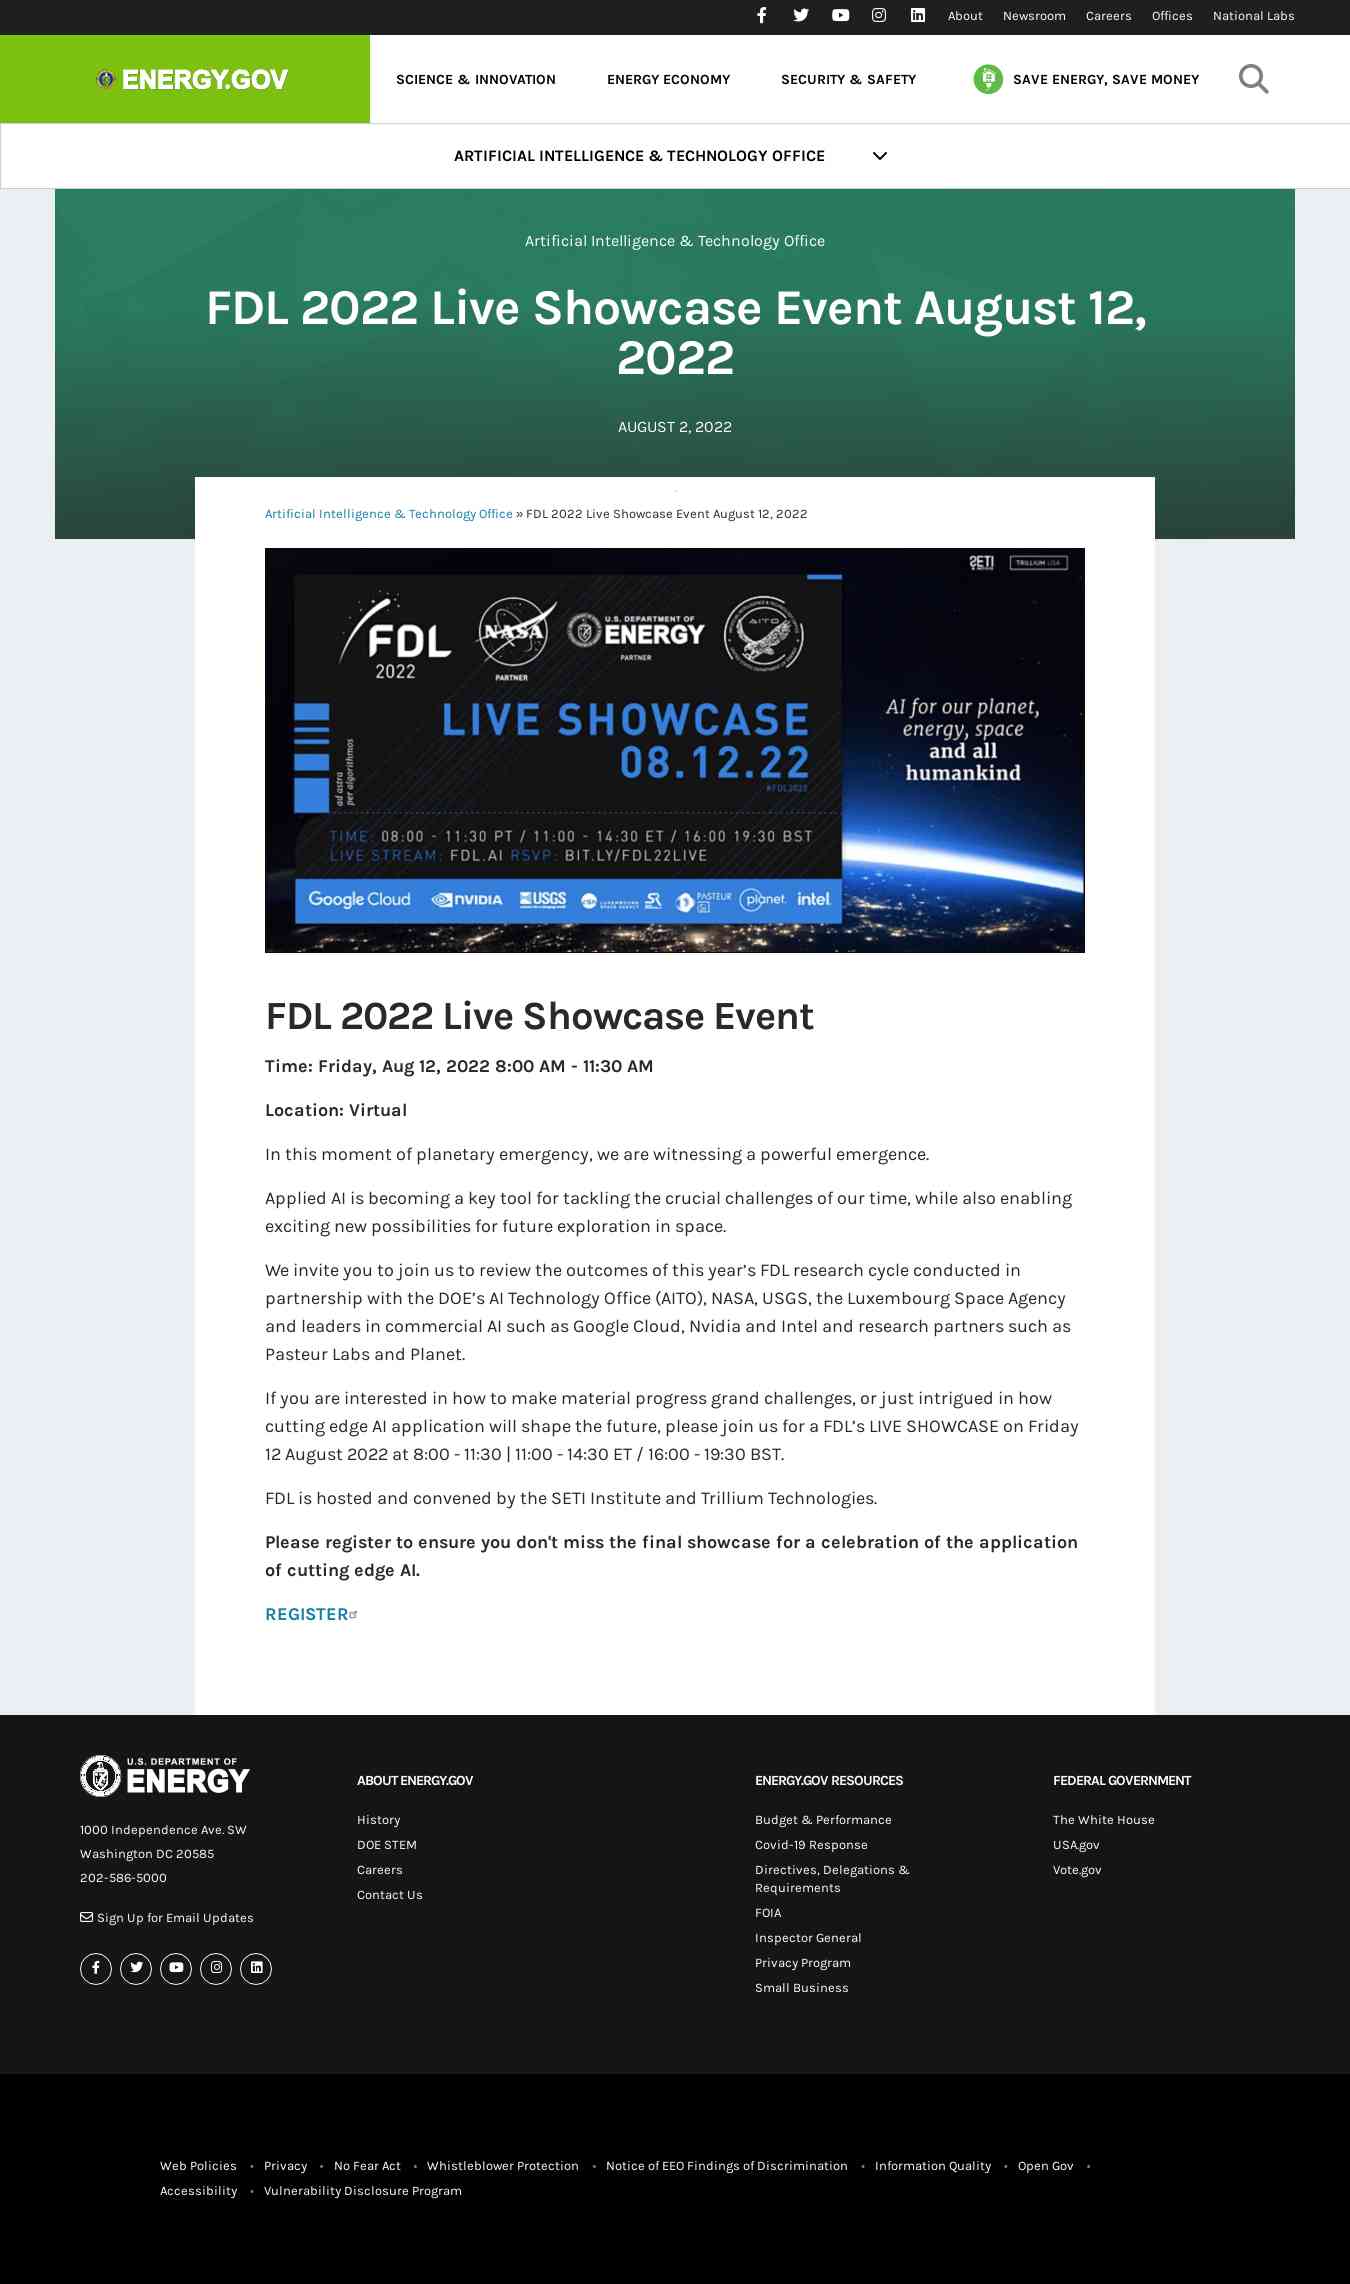 About Newsroom Careers Offices National Labs
ENERGY.GOV
SCIENCE & INNOVATION ENERGY ECONOMY SECURITY & SAFETY SAVE ENERGY, SAVE MONEY
ARTIFICIAL INTELLIGENCE & TECHNOLOGY OFFICE
Artificial Intelligence & Technology Office
FDL 2022 Live Showcase Event August 12,
2022
AUGUST 2, 2022
Artificial Intelligence & Technology Office » FDL 2022 Live Showcase Event August 12, 2022
SETI TRILLIUM USA
FDL
2022
NASA
PARTNER
U.S. DEPARTMENT OF
ENERGY
PARTNER
AITO
LIVE SHOWCASE
08.12.22
#FDL2022
ad astra
per algorithmos
AI for our planet,
energy, space
and all
humankind
TIME: 08:00 - 11:30 PT / 11:00 - 14:30 ET / 16:00 19:30 BST
LIVE STREAM: FDL.AI RSVP: BIT.LY/FDL22LIVE
Google Cloud NVIDIA USGS LUXEMBOURG SPACE AGENCY PASTEUR planet. intel.
FDL 2022 Live Showcase Event
Time: Friday, Aug 12, 2022 8:00 AM - 11:30 AM
Location: Virtual
In this moment of planetary emergency, we are witnessing a powerful emergence.
Applied AI is becoming a key tool for tackling the crucial challenges of our time, while also enabling
exciting new possibilities for future exploration in space.
We invite you to join us to review the outcomes of this year’s FDL research cycle conducted in
partnership with the DOE’s AI Technology Office (AITO), NASA, USGS, the Luxembourg Space Agency
and leaders in commercial AI such as Google Cloud, Nvidia and Intel and research partners such as
Pasteur Labs and Planet.
If you are interested in how to make material progress grand challenges, or just intrigued in how
cutting edge AI application will shape the future, please join us for a FDL’s LIVE SHOWCASE on Friday
12 August 2022 at 8:00 - 11:30 | 11:00 - 14:30 ET / 16:00 - 19:30 BST.
FDL is hosted and convened by the SETI Institute and Trillium Technologies.
Please register to ensure you don't miss the final showcase for a celebration of the application
of cutting edge AI.
REGISTER
U.S. DEPARTMENT OF
ENERGY
1000 Independence Ave. SW
Washington DC 20585
202-586-5000
Sign Up for Email Updates
ABOUT ENERGY.GOV
History
DOE STEM
Careers
Contact Us
ENERGY.GOV RESOURCES
Budget & Performance
Covid-19 Response
Directives, Delegations &
Requirements
FOIA
Inspector General
Privacy Program
Small Business
FEDERAL GOVERNMENT
The White House
USA.gov
Vote.gov
Web Policies • Privacy • No Fear Act • Whistleblower Protection • Notice of EEO Findings of Discrimination • Information Quality • Open Gov •
Accessibility • Vulnerability Disclosure Program